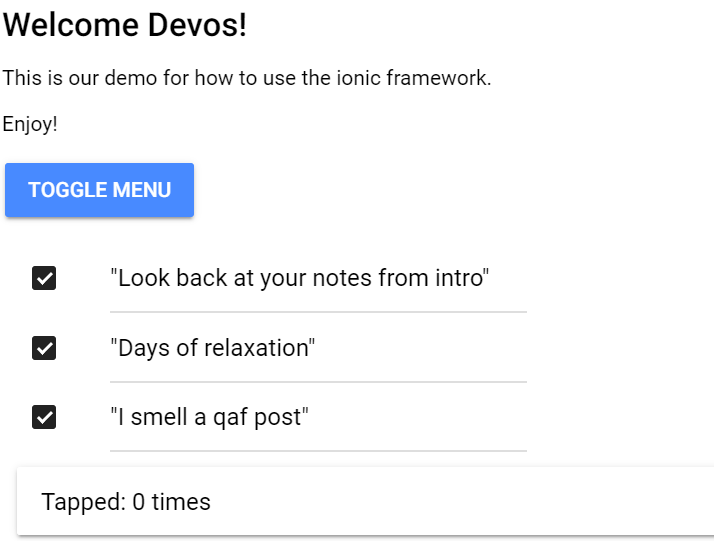 Welcome Devos!
This is our demo for how to use the ionic framework.
Enjoy!
TOGGLE MENU
"Look back at your notes from intro"
"Days of relaxation"
"I smell a qaf post"
Tapped: 0 times